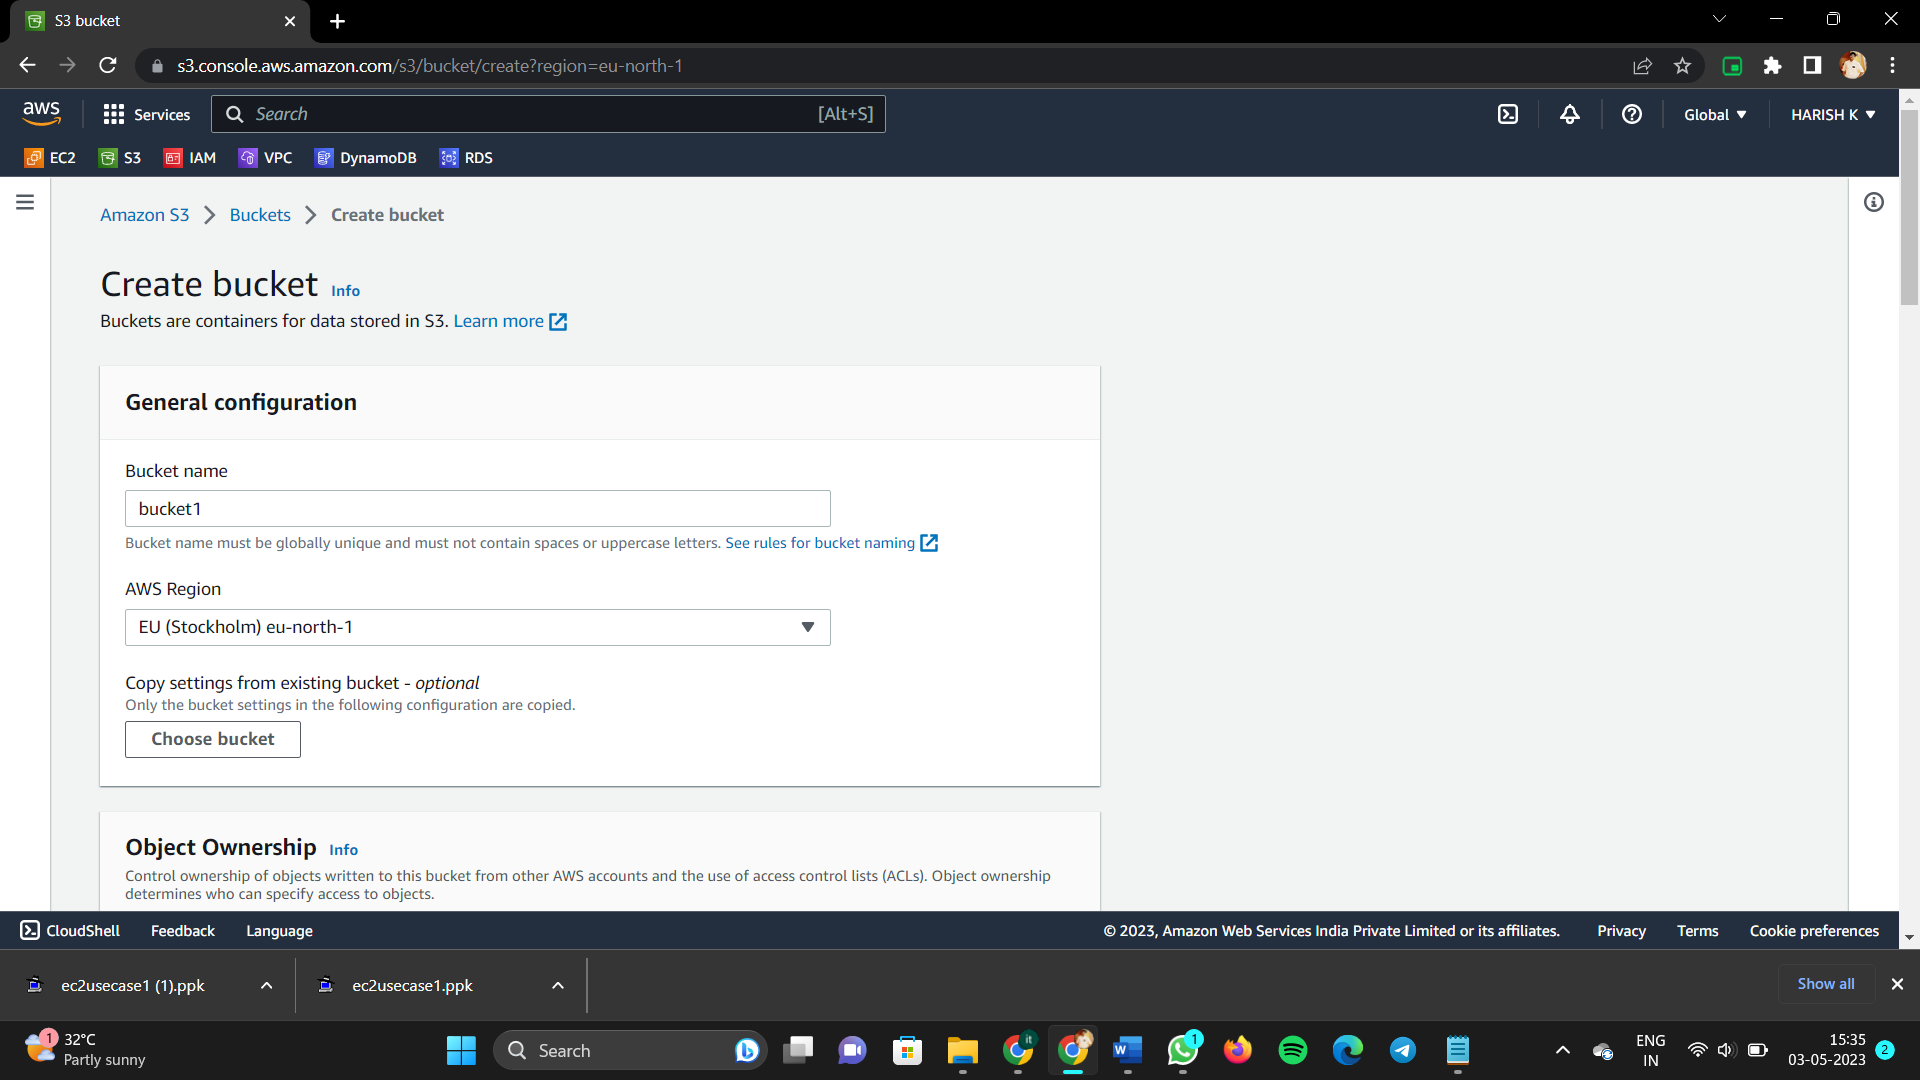 S3 bucket
s3.console.aws.amazon.com/s3/bucket/create?region=eu-north-1
aws Services Search [Alt+S] Global HARISH K
EC2 S3 IAM VPC DynamoDB RDS
Amazon S3 Buckets Create bucket
Create bucket Info
Buckets are containers for data stored in S3. Learn more
General configuration
Bucket name
bucket1
Bucket name must be globally unique and must not contain spaces or uppercase letters. See rules for bucket naming
AWS Region
EU (Stockholm) eu-north-1
Copy settings from existing bucket - optional
Only the bucket settings in the following configuration are copied.
Choose bucket
Object Ownership Info
Control ownership of objects written to this bucket from other AWS accounts and the use of access control lists (ACLs). Object ownership
determines who can specify access to objects.
CloudShell Feedback Language © 2023, Amazon Web Services India Private Limited or its affiliates. Privacy Terms Cookie preferences
ec2usecase1 (1).ppk ec2usecase1.ppk Show all
1 32°C
Partly sunny
Search
it
W
1
ENG
IN
15:35
03-05-2023
2